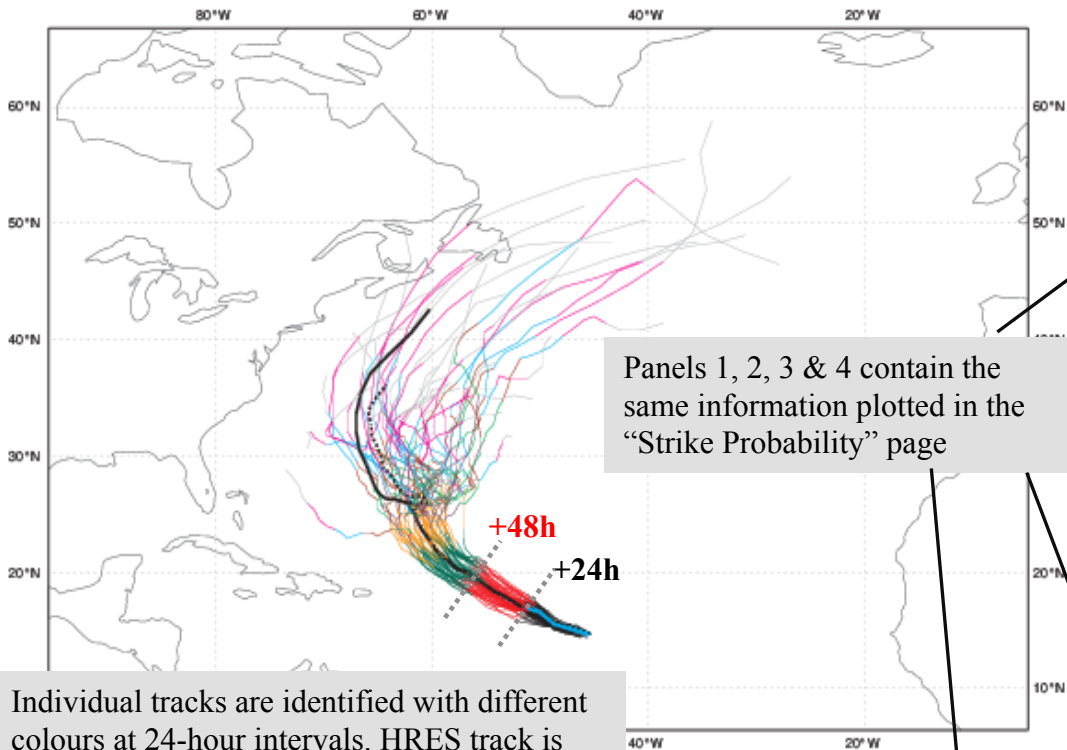 80°W 60°W 40°W 20°W
60°N 60°N
50°N 50°N
40°N
Panels 1, 2, 3 & 4 contain the
same information plotted in the
“Strike Probability” page
30°N
+48h
+24h
20°N 20°N
Individual tracks are identified with different
colours at 24-hour intervals. HRES track is
10°N
40°W 20°W